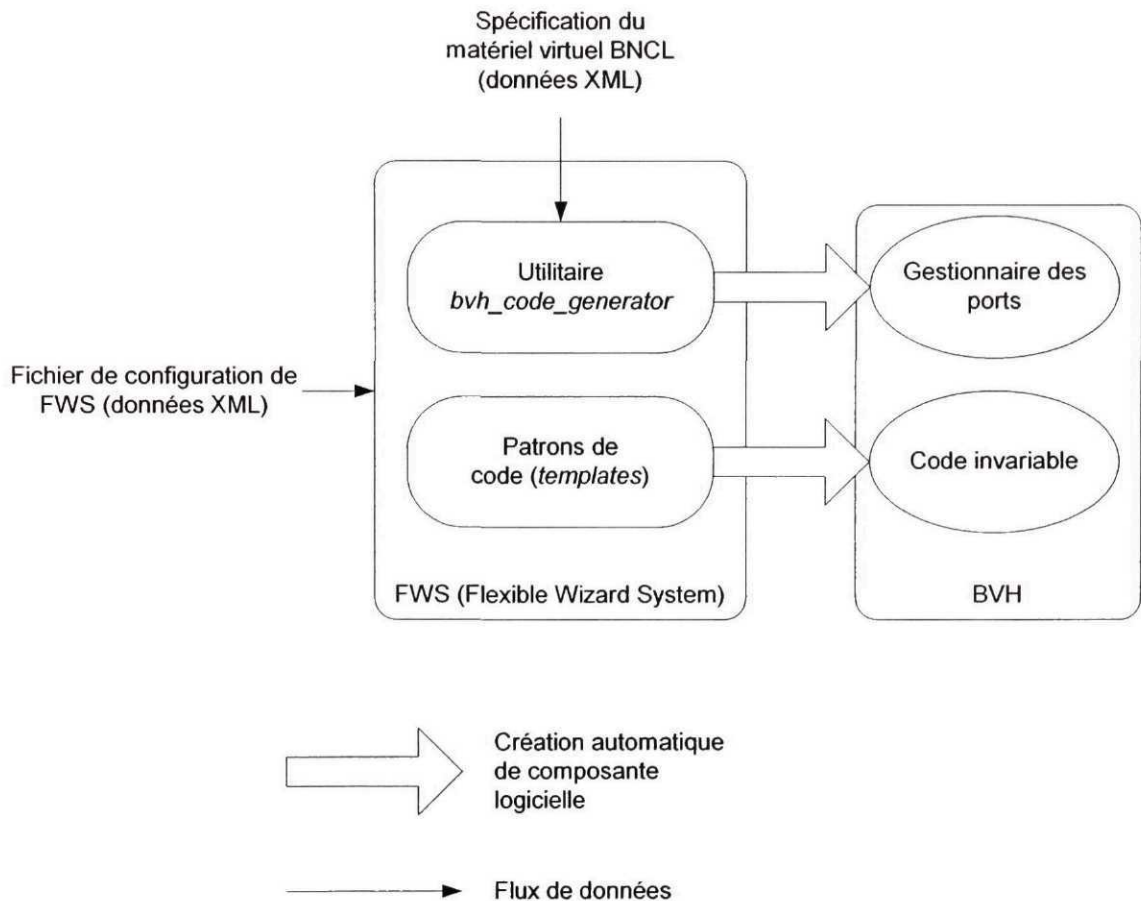 Spécification du
matériel virtuel BNCL
(données XML)
Utilitaire
bvh_code_generator
Gestionnaire des
ports
Fichier de configuration de
FWS (données XML)
Patrons de
code (templates)
Code invariable
FWS (Flexible Wizard System)
BVH
Création automatique
de composante
logicielle
Flux de données